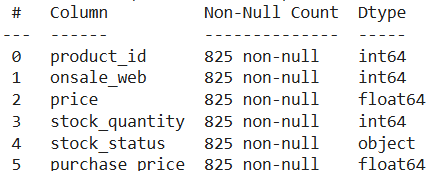 #   Column          Non-Null Count  Dtype
---  ------          --------------  -----
0   product_id      825 non-null    int64
1   onsale_web      825 non-null    int64
2   price           825 non-null    float64
3   stock_quantity  825 non-null    int64
4   stock_status    825 non-null    object
5   purchase_price  825 non-null    float64